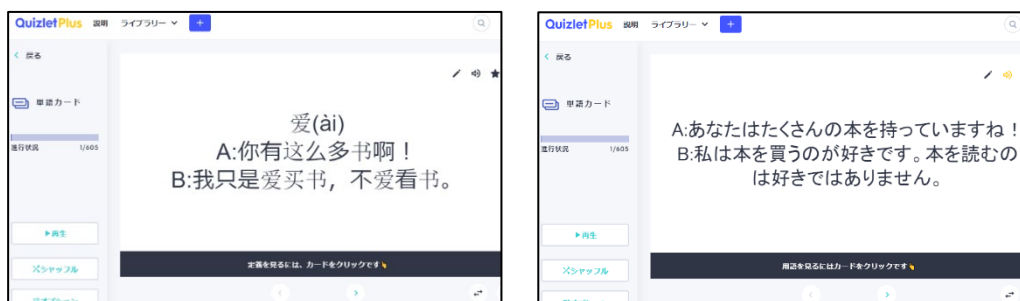 QuizletPlus 説明 ライブラリー +
< 戻る
単語カード
進行状況 1/605
爱(ài)
A:你有这么多书啊！
B:我只是爱买书，不爱看书。
▶再生
シャッフル
定義を見るには、カードをクリックです👆
QuizletPlus 説明 ライブラリー +
< 戻る
単語カード
進行状況 1/605
A:あなたはたくさんの本を持っていますね！
B:私は本を買うのが好きです。本を読むの
は好きではありません。
▶再生
シャッフル
用語を見るにはカードをクリックです👆